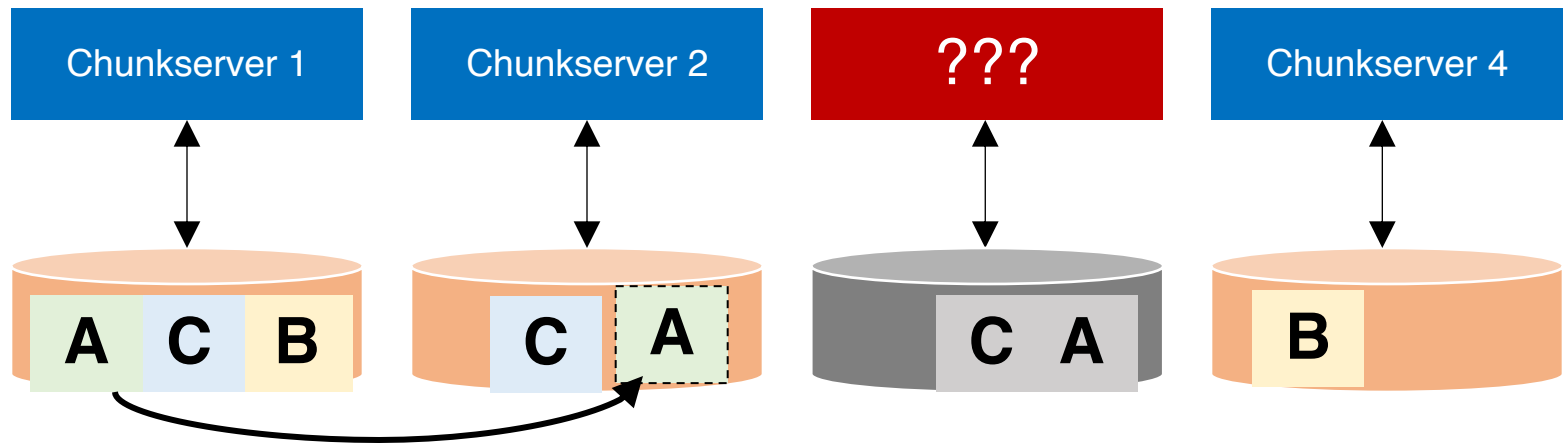 Chunkserver 1
Chunkserver 2
???
Chunkserver 4
A C B
C A
C A
B